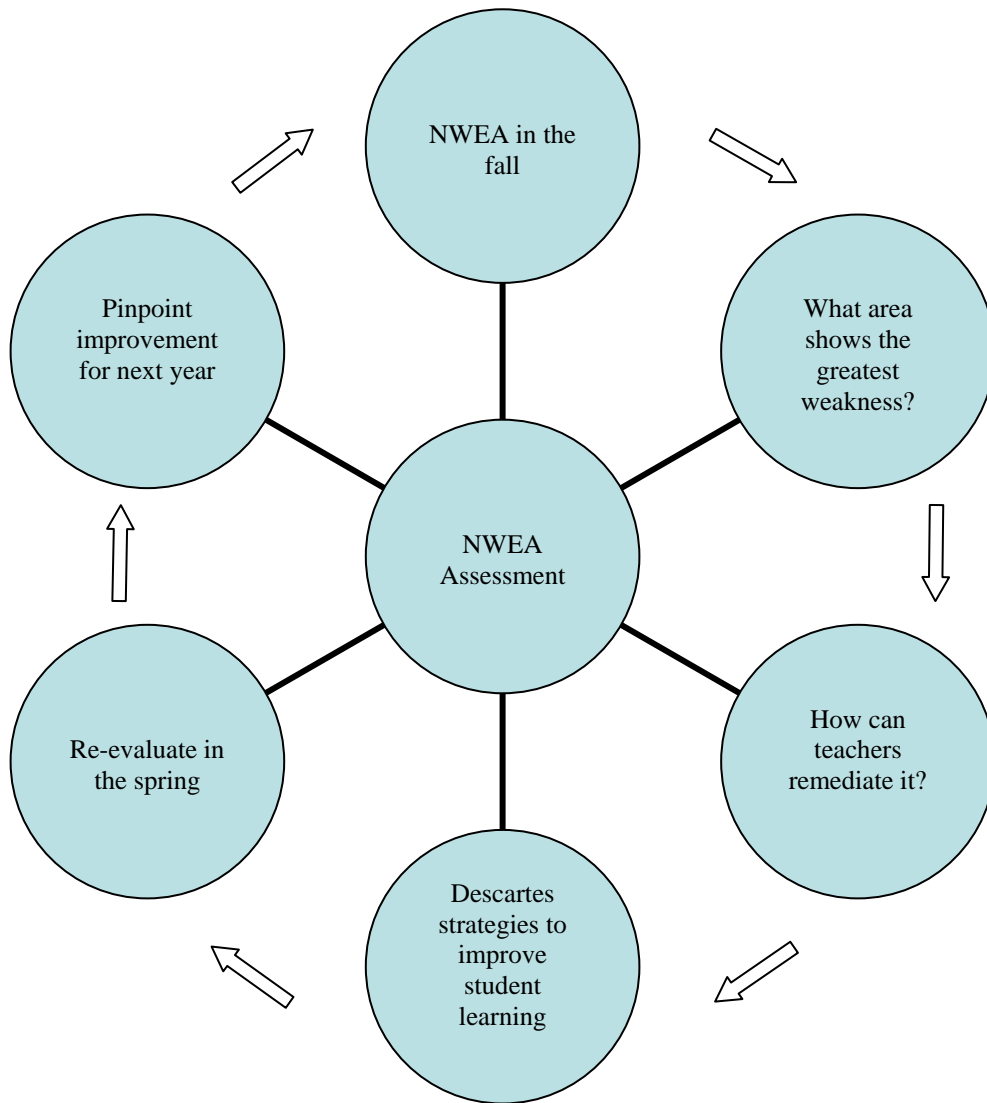 NWEA in the
fall
What area
shows the
greatest
weakness?
How can
teachers
remediate it?
Descartes
strategies to
improve
student
learning
Re-evaluate in
the spring
Pinpoint
improvement
for next year
NWEA
Assessment